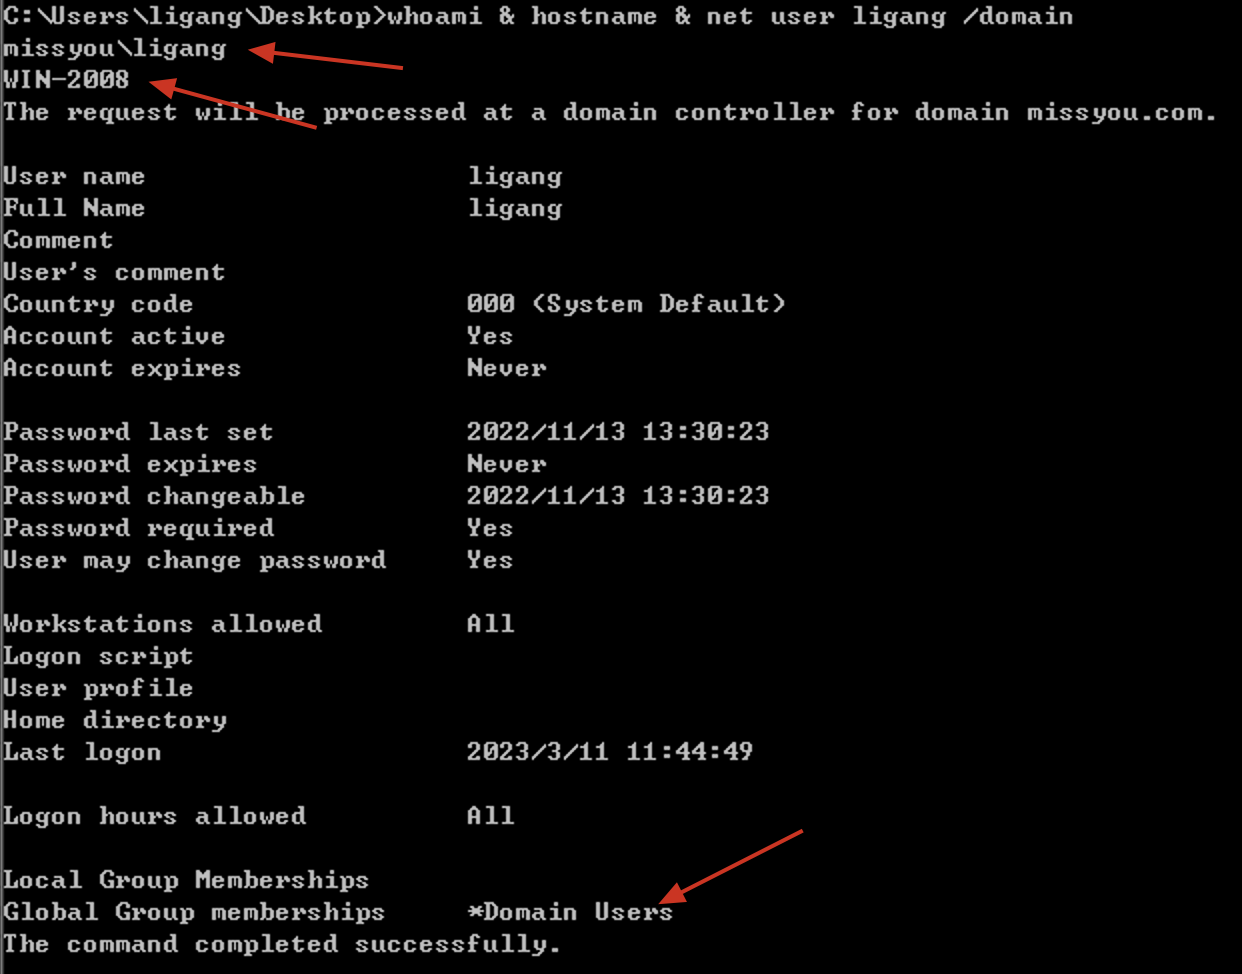 C:\Users\ligang\Desktop>whoami & hostname & net user ligang /domain
missyou\ligang
WIN-2008
The request will be processed at a domain controller for domain missyou.com.
User name ligang
Full Name ligang
Comment
User's comment
Country code 000 (System Default)
Account active Yes
Account expires Never
Password last set 2022/11/13 13:30:23
Password expires Never
Password changeable 2022/11/13 13:30:23
Password required Yes
User may change password Yes
Workstations allowed All
Logon script
User profile
Home directory
Last logon 2023/3/11 11:44:49
Logon hours allowed All
Local Group Memberships
Global Group memberships *Domain Users
The command completed successfully.